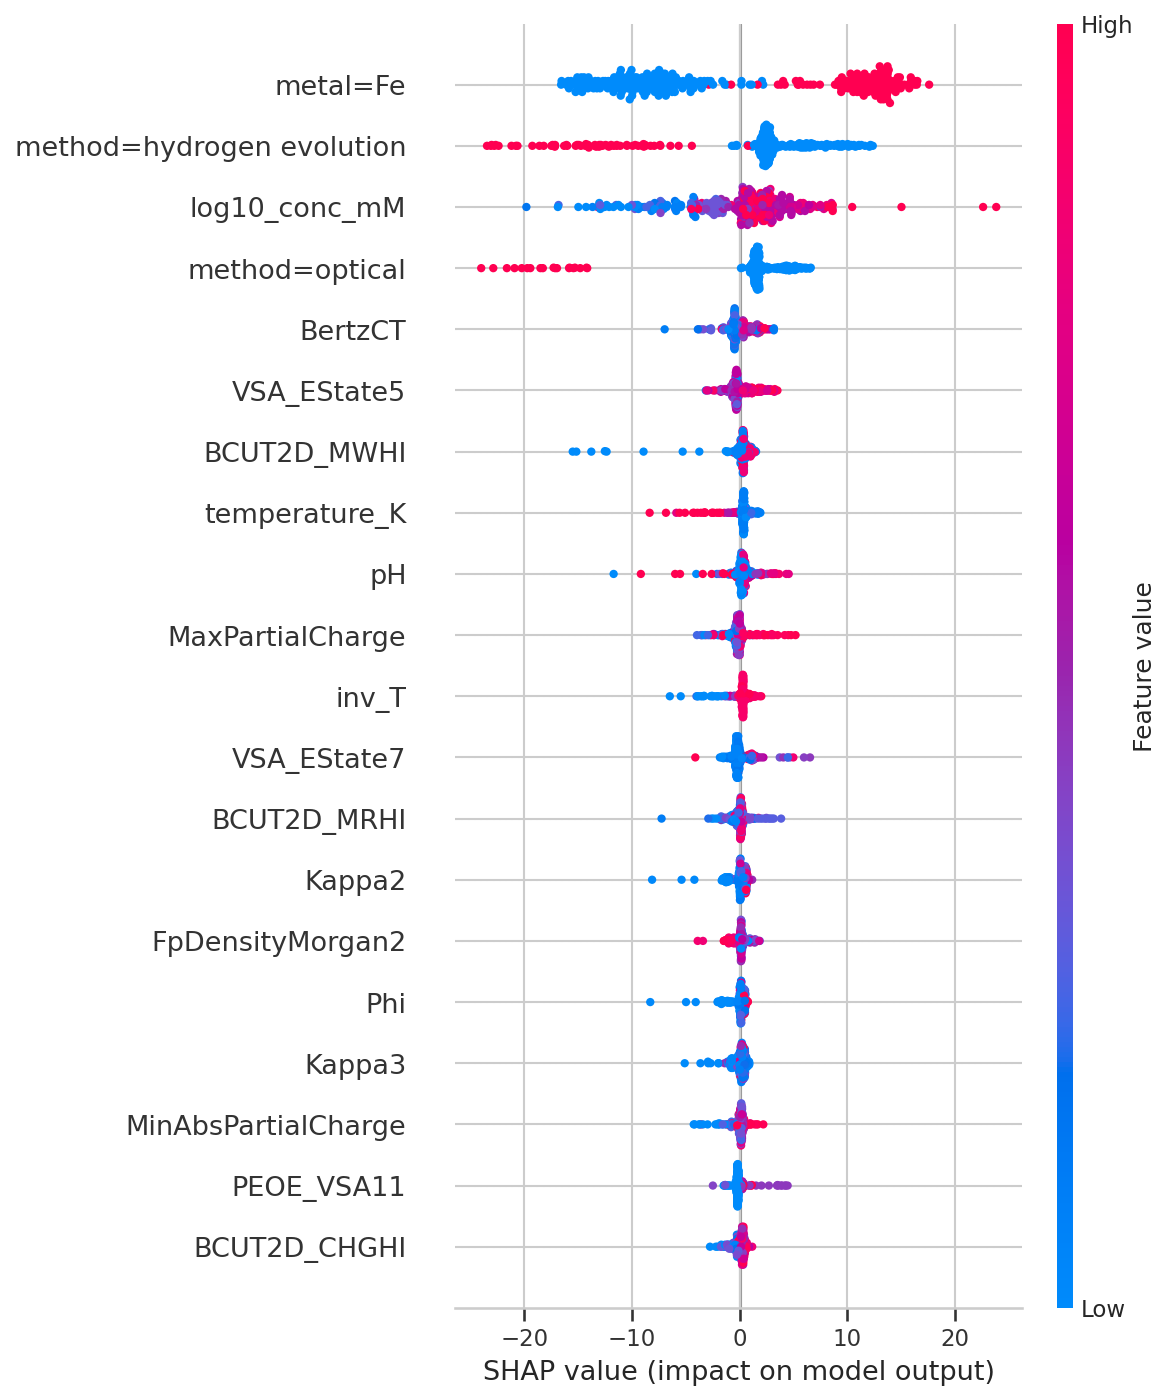 High
metal=Fe
method=hydrogen evolution
log10_conc_mM
method=optical
BertzCT
VSA_EState5
BCUT2D_MWHI
temperature_K
pH
MaxPartialCharge
inv_T
VSA_EState7
BCUT2D_MRHI
Kappa2
FpDensityMorgan2
Phi
Kappa3
MinAbsPartialCharge
PEOE_VSA11
BCUT2D_CHGHI
Feature value
Low
−20 −10 0 10 20
SHAP value (impact on model output)